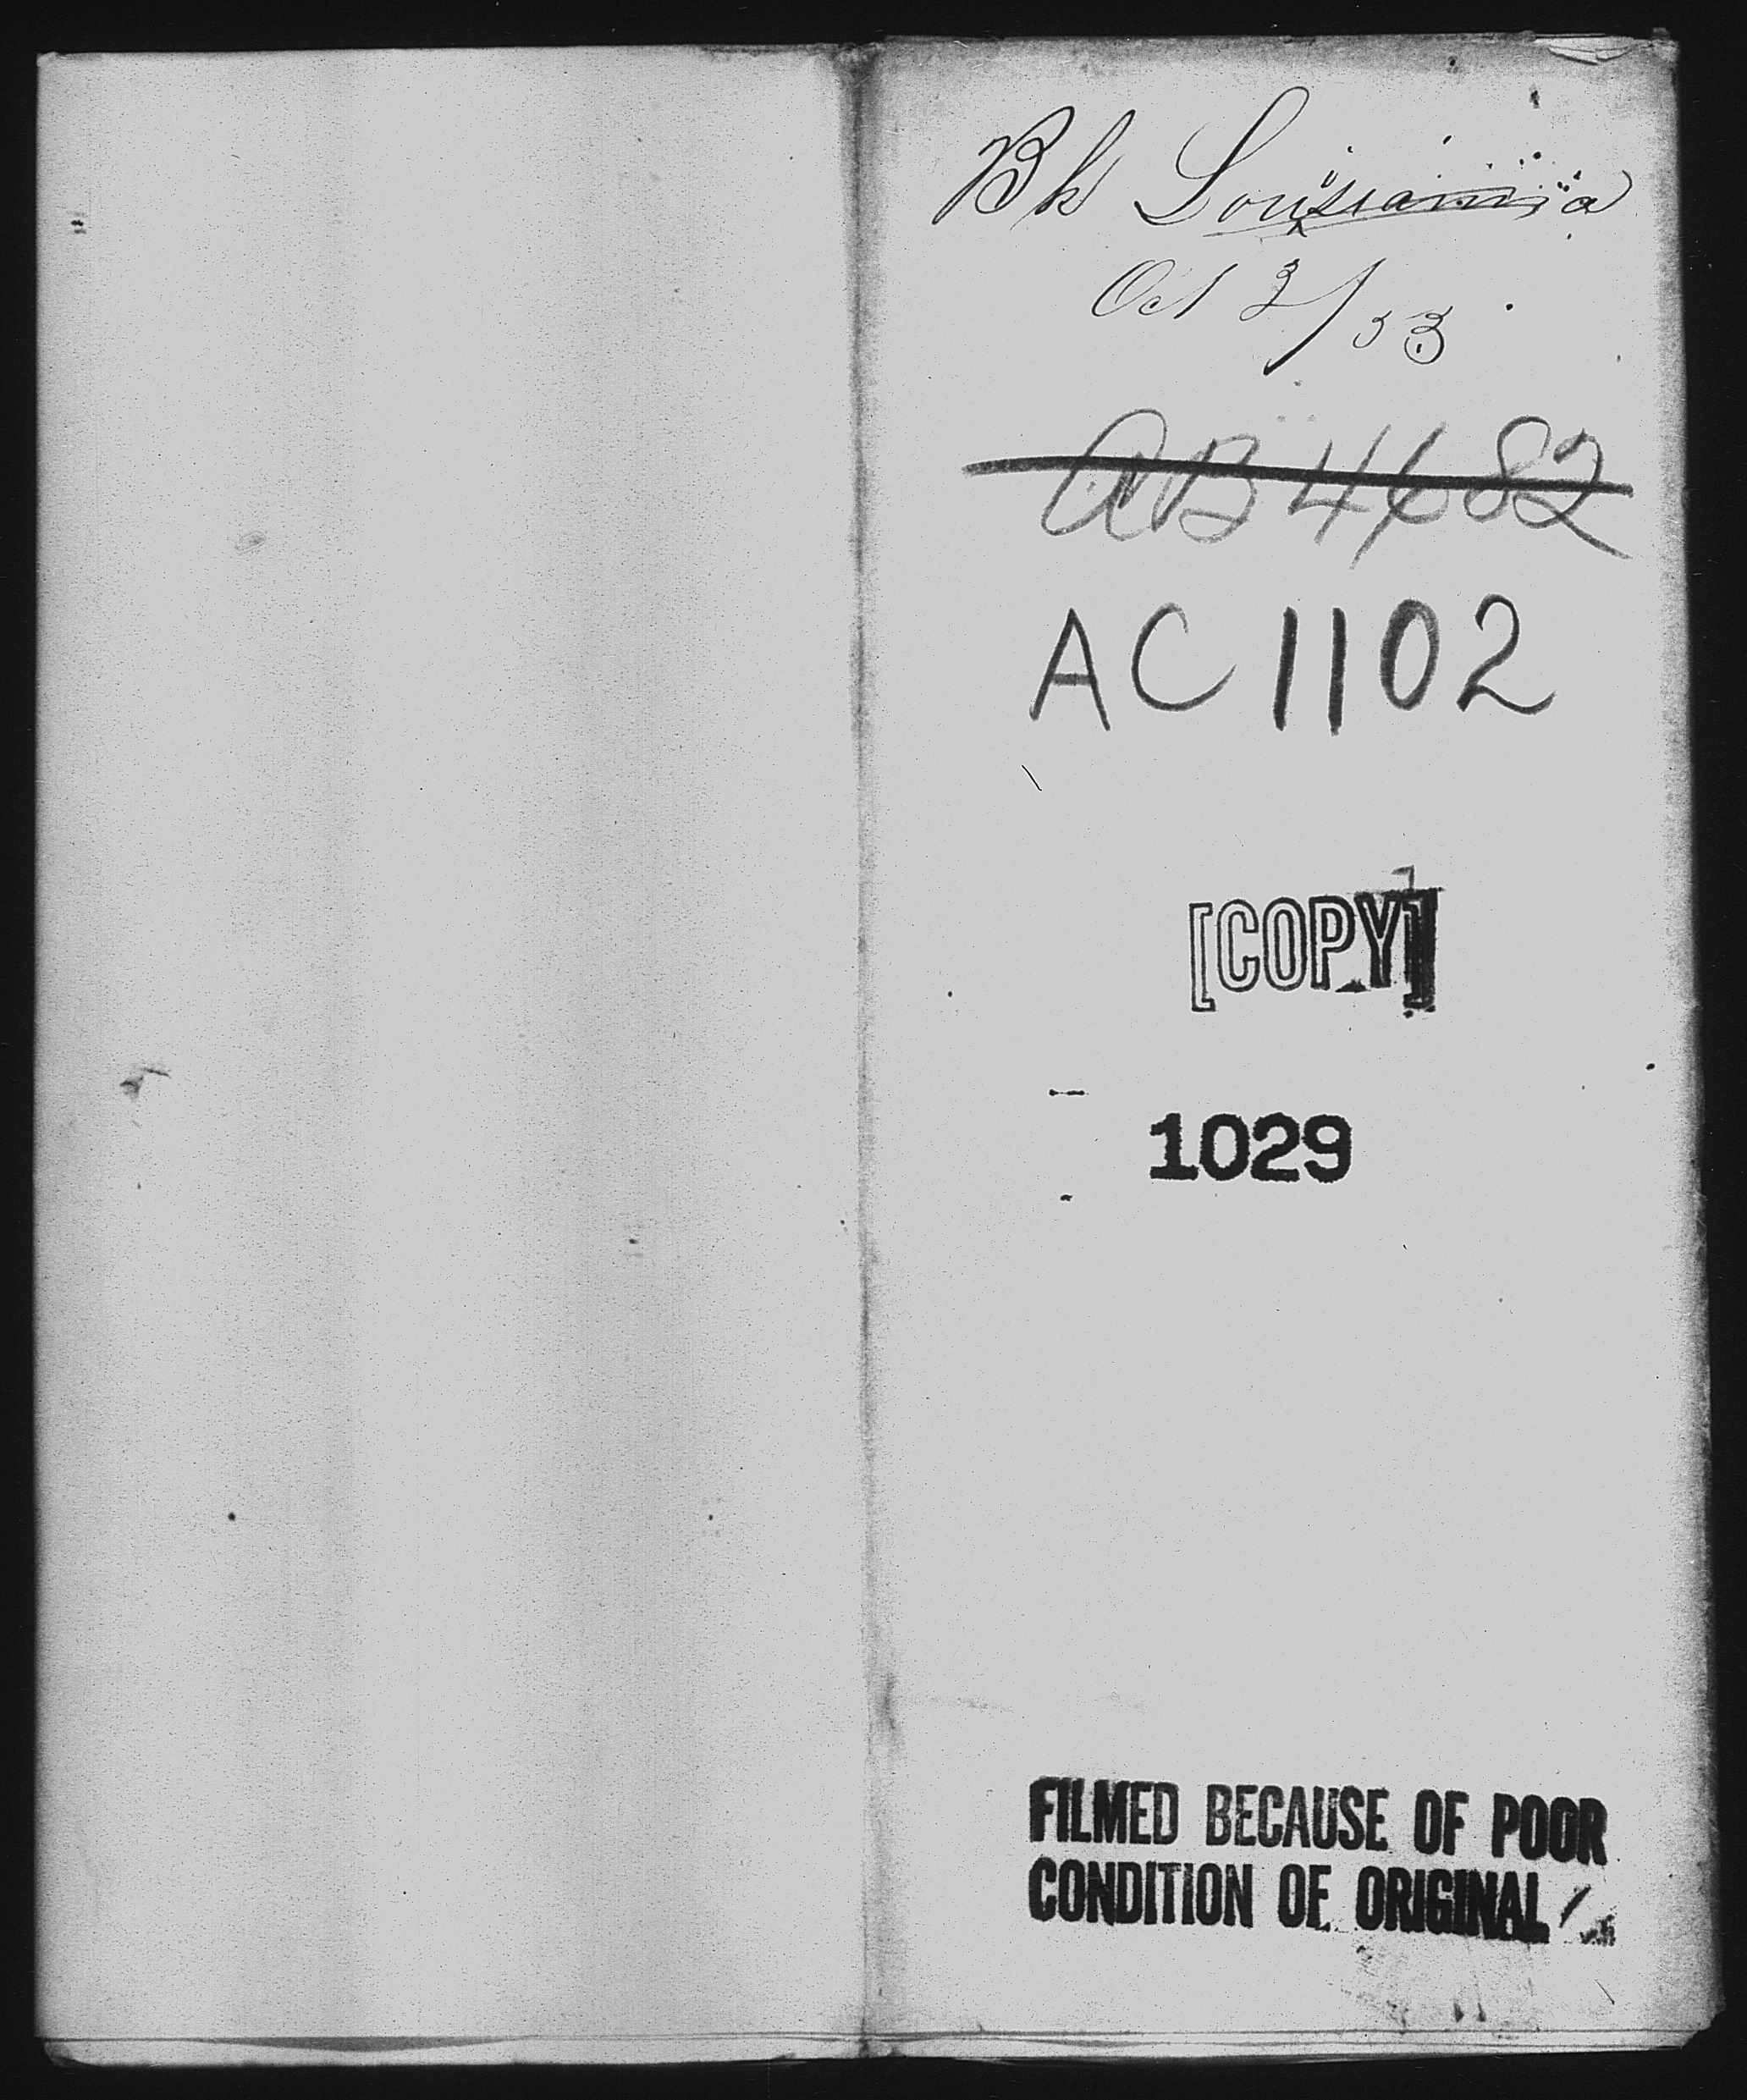 Bk Louisiana
Oct 3/53
AB 4682
AC 1102
[COPY]
1029
FILMED BECAUSE OF POOR
CONDITION OF ORIGINAL